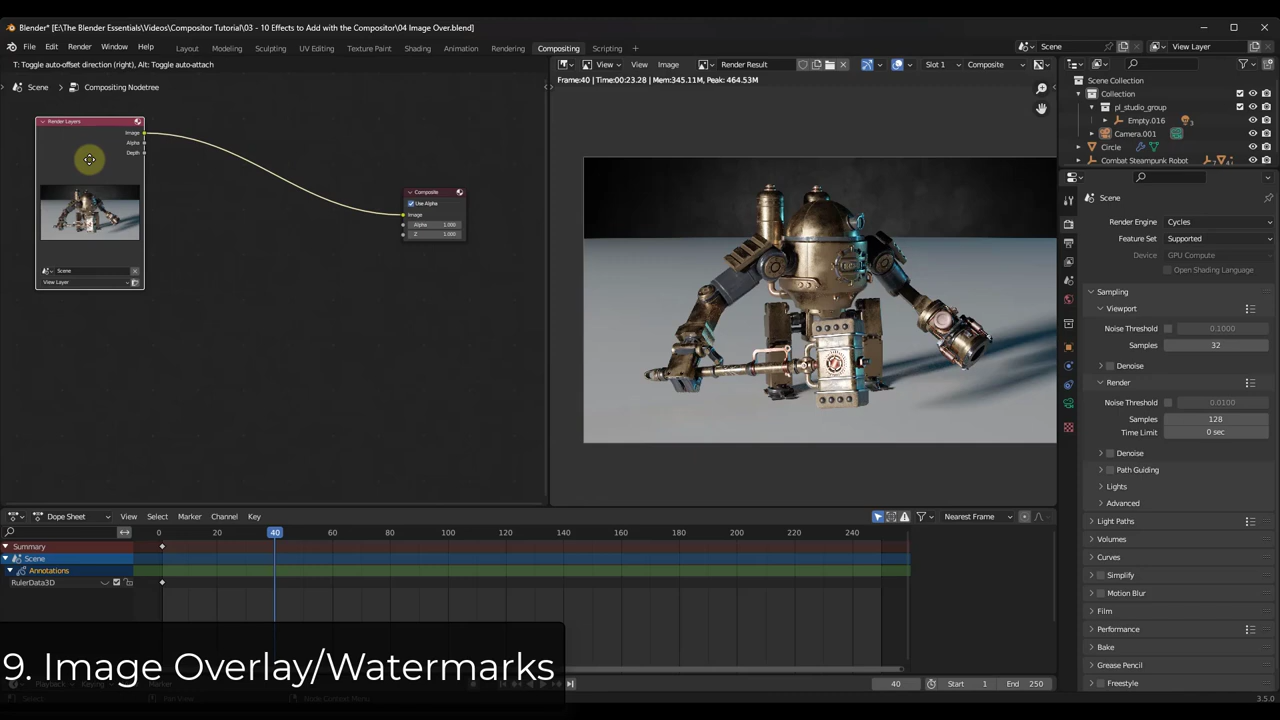 Blender* [E:\The Blender Essentials\Videos\Compositor Tutorial\03 - 10 Effects to Add with the Compositor\04 Image Over.blend]
File Edit Render Window Help Layout Modeling Sculpting UV Editing Texture Paint Shading Animation Rendering Compositing Scripting + Scene View Layer
T: Toggle auto-offset direction (right), Alt: Toggle auto-attach
View View Image Render Result Slot 1 Composite
Frame:40 | Time:00:23.28 | Mem:345.11M, Peak: 464.53M
Scene > Compositing Nodetree
Render Layers
Image
Alpha
Depth
Scene
View Layer
Composite
Use Alpha
Image
Alpha 1.000
Z 1.000
Scene Collection
Collection
pl_studio_group
Empty.016
Camera.001
Circle
Combat Steampunk Robot
Scene
Render Engine Cycles
Feature Set Supported
Device GPU Compute
Open Shading Language
Sampling
Viewport
Noise Threshold 0.1000
Samples 32
Denoise
Render
Noise Threshold 0.0100
Samples 128
Time Limit 0 sec
Denoise
Path Guiding
Lights
Advanced
Light Paths
Volumes
Curves
Simplify
Motion Blur
Film
Performance
Bake
Grease Pencil
Freestyle
Dope Sheet View Select Marker Channel Key Nearest Frame
0 20 40 60 80 100 120 140 160 180 200 220 240
Summary
Scene
Annotations
RulerData3D
9. Image Overlay/Watermarks
40 Start 1 End 250
3.5.0